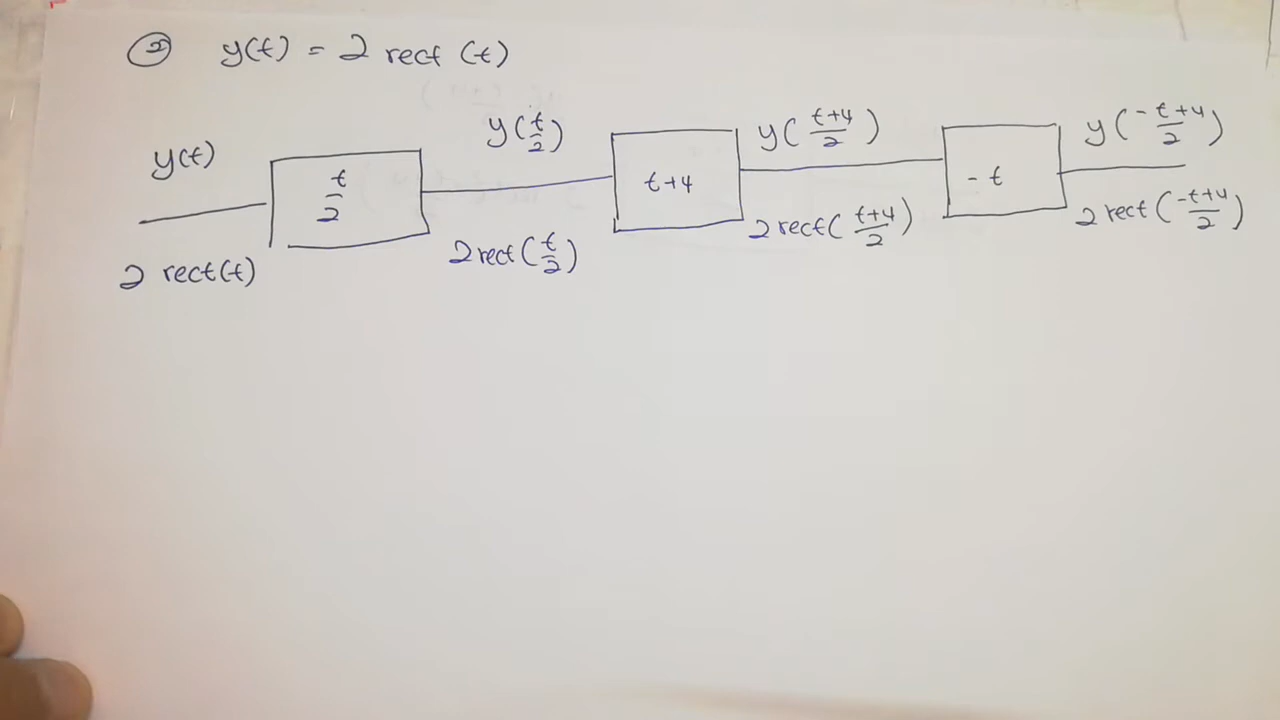 ② y(t) = 2 rect (t)
y(t)
t/2
y(t/2)
t+4
y((t+4)/2)
-t
y((-t+4)/2)
2 rect(t)
2 rect(t/2)
2 rect((t+4)/2)
2 rect((-t+4)/2)